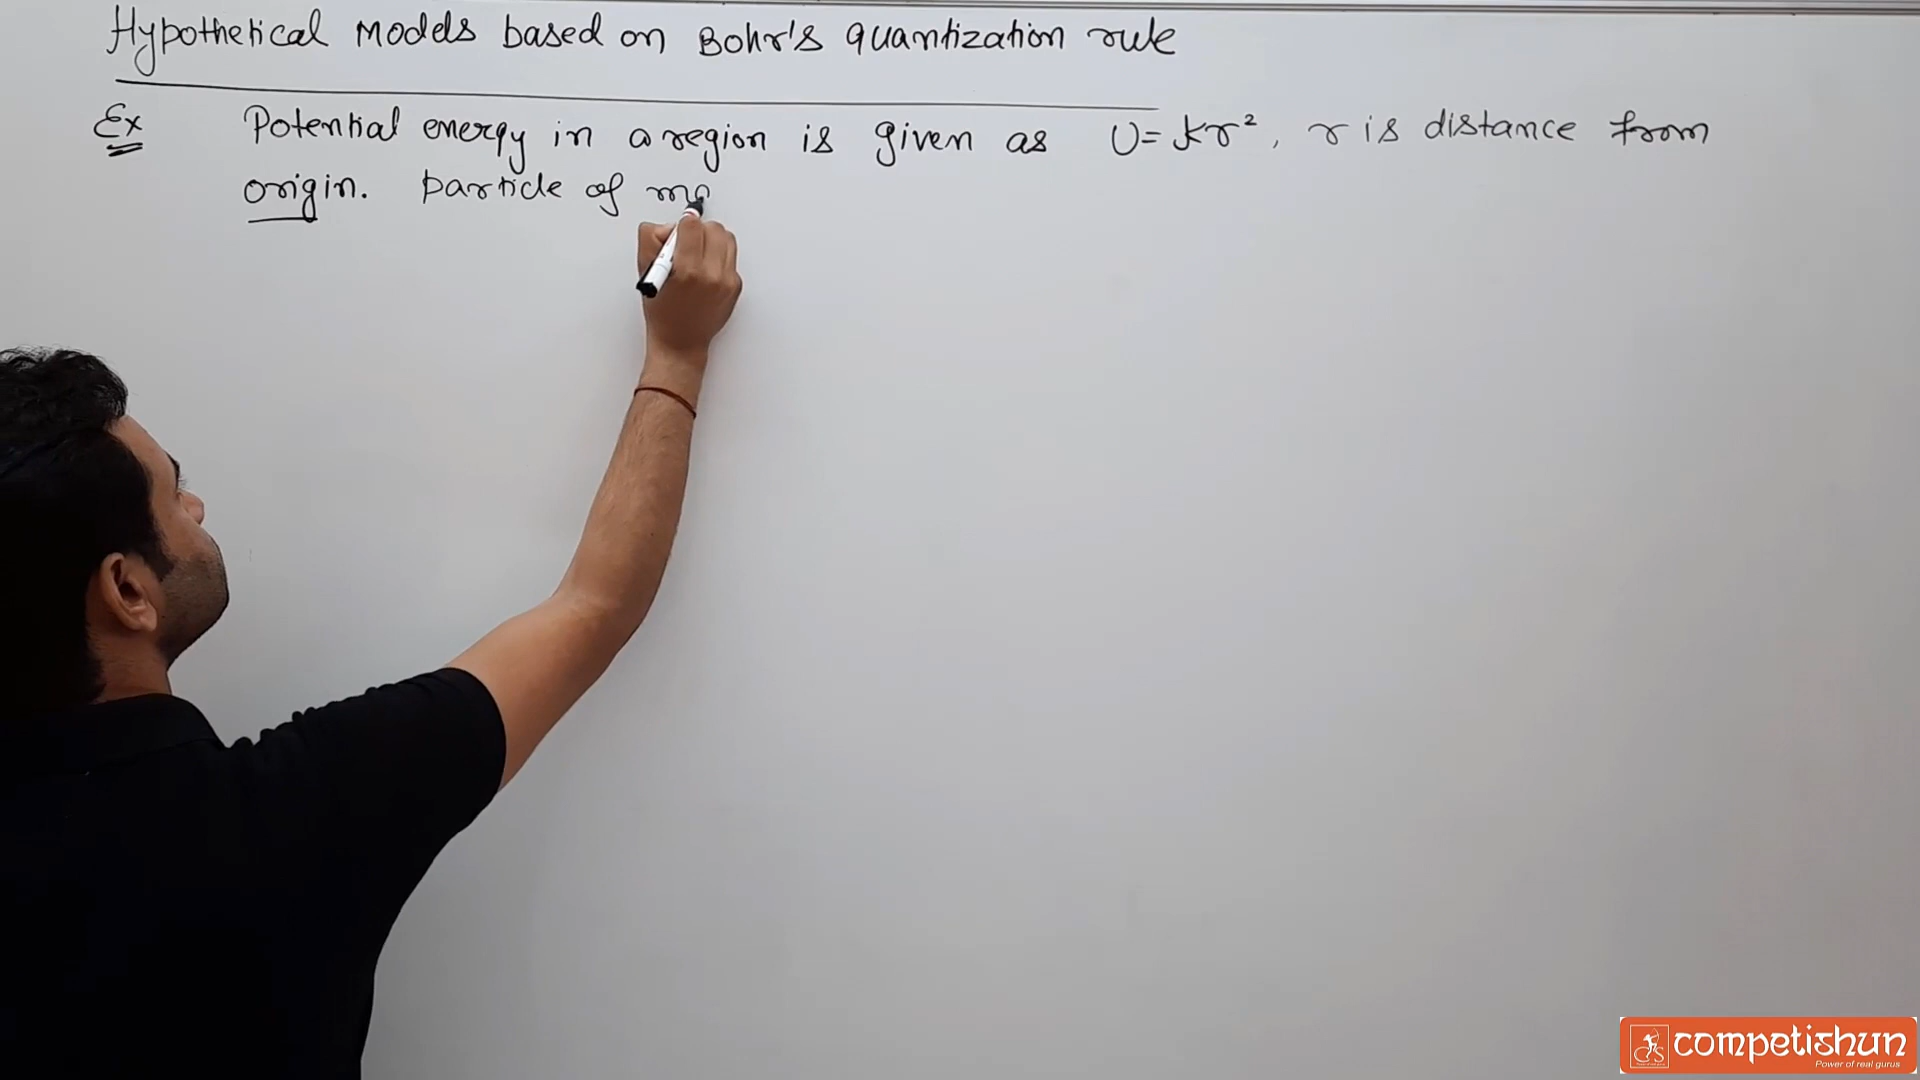 Hypothetical Models based on Bohr's quantization rule
Ex Potential energy in a region is given as U = kr², r is distance from
origin. particle of ma
competishun
Power of real gurus